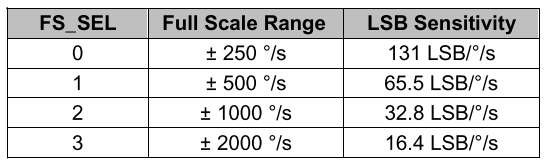 FS_SEL Full Scale Range LSB Sensitivity
0 ± 250 °/s 131 LSB/°/s
1 ± 500 °/s 65.5 LSB/°/s
2 ± 1000 °/s 32.8 LSB/°/s
3 ± 2000 °/s 16.4 LSB/°/s